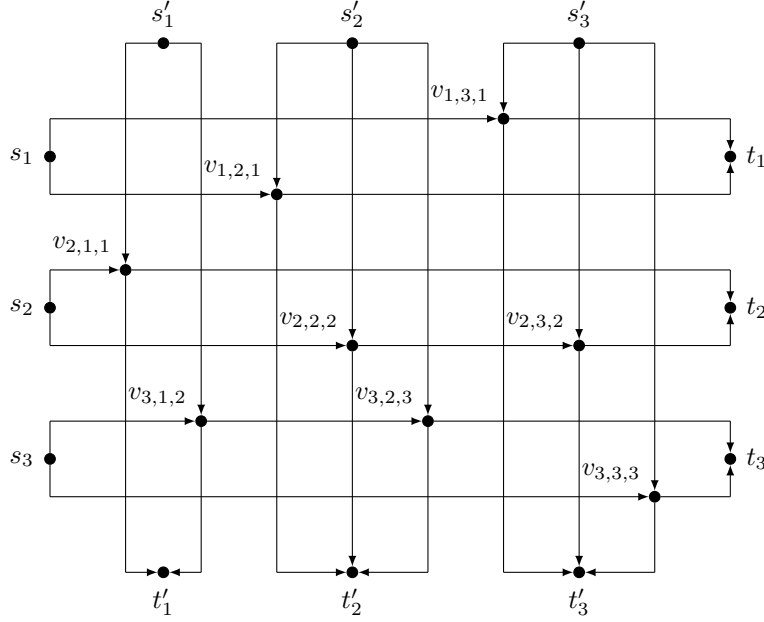 s′₁ s′₂ s′₃
v₁,₃,₁
s₁ v₁,₂,₁ t₁
v₂,₁,₁
s₂ v₂,₂,₂ v₂,₃,₂ t₂
v₃,₁,₂ v₃,₂,₃
s₃ v₃,₃,₃ t₃
t′₁ t′₂ t′₃